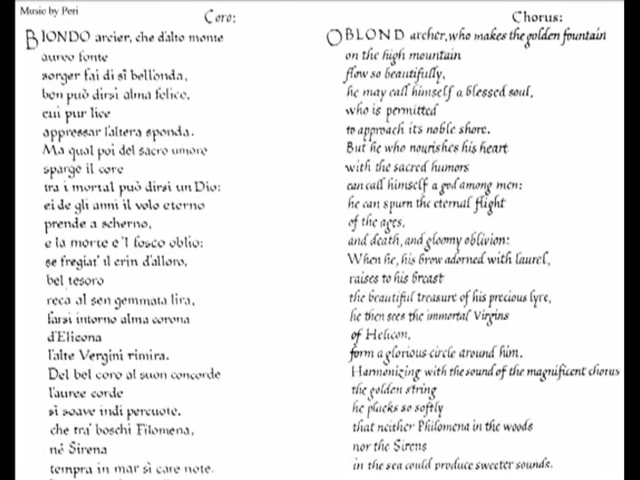 Music by Peri
Coro:
BIONDO arcier, che d'alto monte
aureo fonte
sorger fai di sì bell'onda,
ben può dirsi alma felice,
cui pur lice
appressar l'altera sponda.
Ma qual poi del sacro umore
sparge il core
tra i mortal può dirsi un Dio:
ei de gli anni il volo eterno
prende a scherno,
e la morte e 'l fosco oblio:
se fregiat' il crin d'alloro,
bel tesoro
reca al sen gemmata lira,
farsi intorno alma corona
d'Elicona
l'alte Vergini rimira.
Del bel coro al suon concorde
l'auree corde
sì soave indi percuote,
che tra' boschi Filomena,
nè Sirena
tempra in mar sì care note.
Chorus:
O BLOND archer, who makes the golden fountain
on the high mountain
flow so beautifully,
he may call himself a blessed soul,
who is permitted
to approach its noble shore.
But he who nourishes his heart
with the sacred humors
can call himself a god among men:
he can spurn the eternal flight
of the ages,
and death, and gloomy oblivion:
When he, his brow adorned with laurel,
raises to his breast
the beautiful treasure of his precious lyre,
he then sees the immortal Virgins
of Helicon,
form a glorious circle around him.
Harmonizing with the sound of the magnificent chorus
the golden string
he plucks so softly
that neither Philomena in the woods
nor the Sirens
in the sea could produce sweeter sounds.